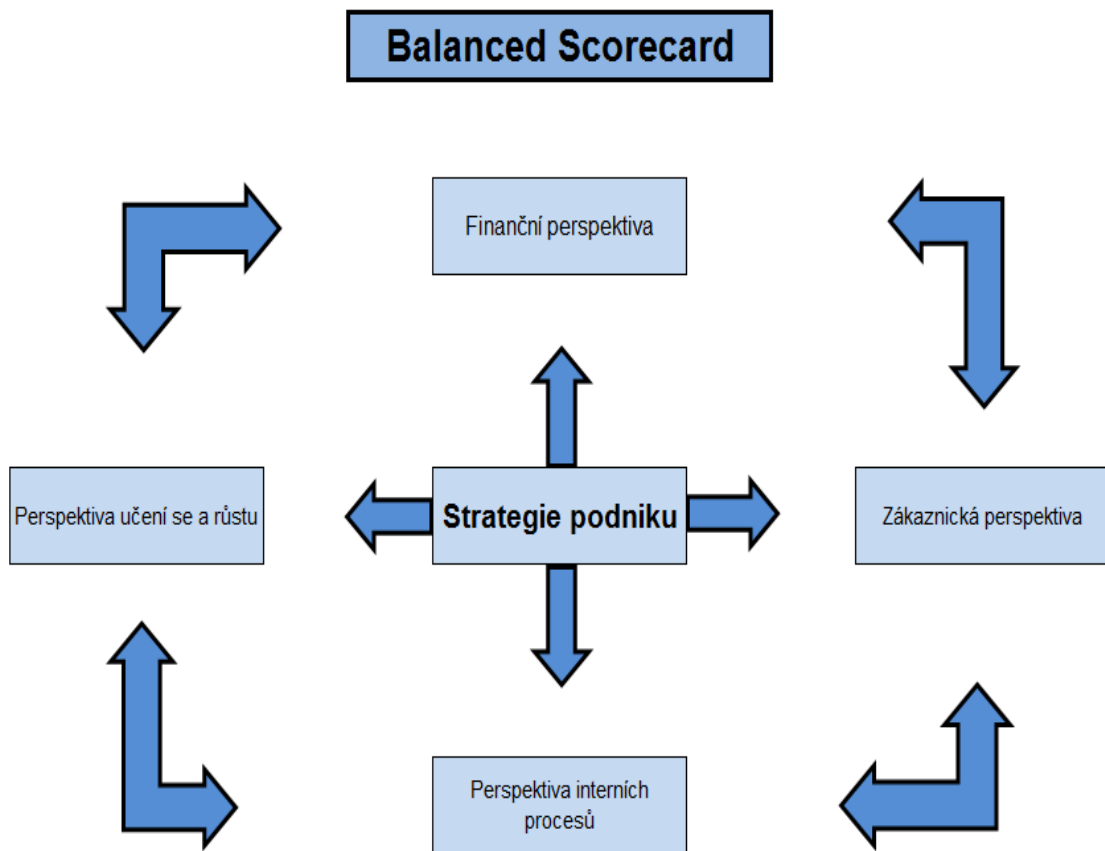 Balanced Scorecard
Finanční perspektiva
Perspektiva učení se a růstu
Strategie podniku
Zákaznická perspektiva
Perspektiva interních
procesů